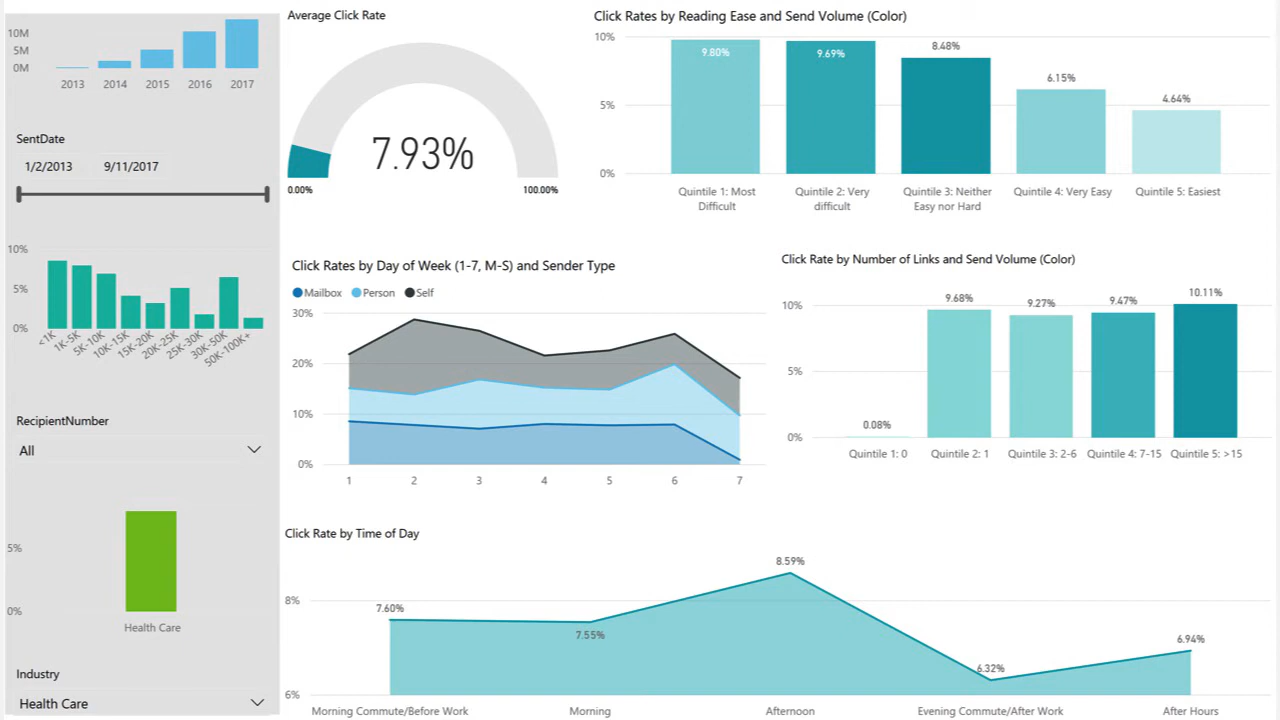 10M
5M
0M
2013 2014 2015 2016 2017
SentDate
1/2/2013 9/11/2017
10%
5%
0%
<1K 1K-5K 5K-10K 10K-15K 15K-20K 20K-25K 25K-30K 30K-50K 50K-100K+
RecipientNumber
All
5%
0%
Health Care
Industry
Health Care
Average Click Rate
7.93%
0.00% 100.00%
Click Rates by Reading Ease and Send Volume (Color)
10%
5%
0%
9.80% 9.69% 8.48% 6.15% 4.64%
Quintile 1: Most Quintile 2: Very Quintile 3: Neither Quintile 4: Very Easy Quintile 5: Easiest
Difficult difficult Easy nor Hard
Click Rates by Day of Week (1-7, M-S) and Sender Type
Mailbox Person Self
30%
20%
10%
0%
1 2 3 4 5 6 7
Click Rate by Number of Links and Send Volume (Color)
10%
5%
0%
0.08% 9.68% 9.27% 9.47% 10.11%
Quintile 1: 0 Quintile 2: 1 Quintile 3: 2-6 Quintile 4: 7-15 Quintile 5: >15
Click Rate by Time of Day
8%
6%
7.60% 7.55% 8.59% 6.32% 6.94%
Morning Commute/Before Work Morning Afternoon Evening Commute/After Work After Hours